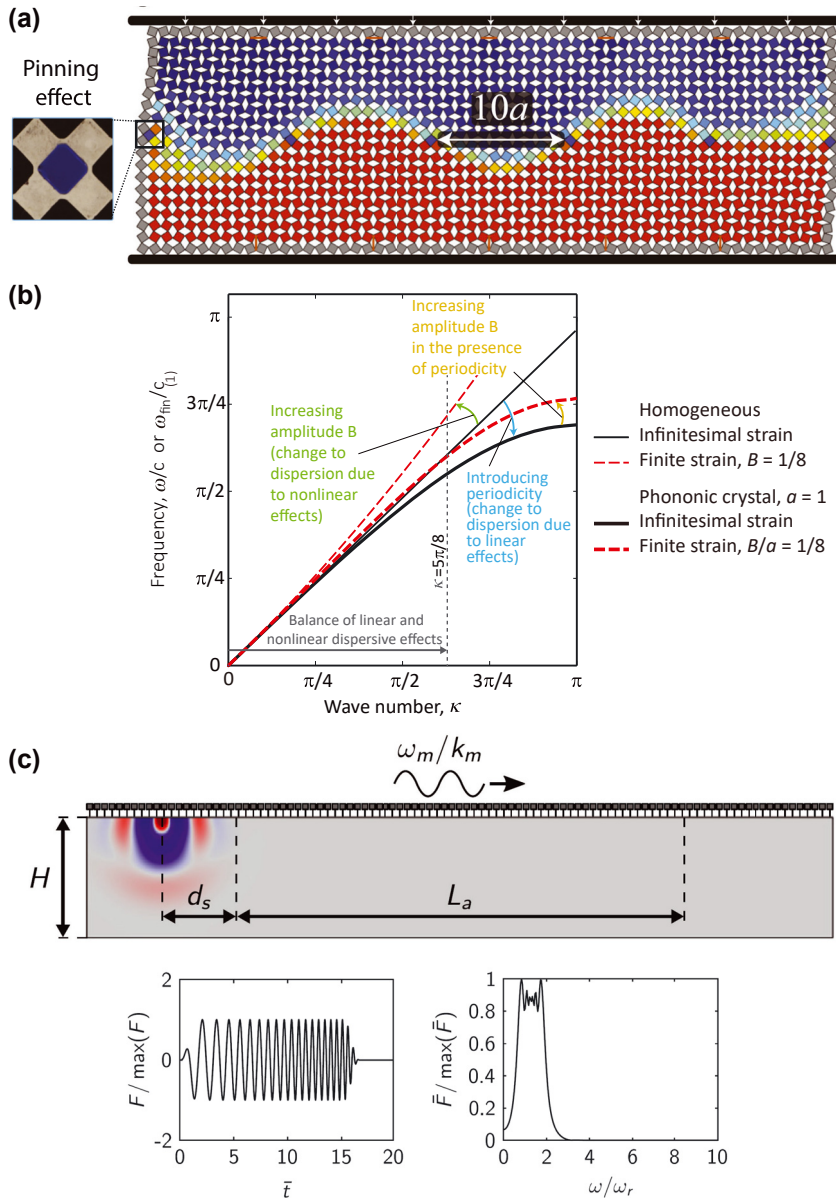 (a)
Pinning
effect
10a
(b)
Frequency, ω/c or ω_fin/c_(1)
π
3π/4
π/2
π/4
0
0
π/4
π/2
3π/4
π
Wave number, κ
Increasing
amplitude B
in the presence
of periodicity
Increasing
amplitude B
(change to
dispersion due
to nonlinear
effects)
Introducing
periodicity
(change to
dispersion due
to linear
effects)
κ=5π/8
Balance of linear and
nonlinear dispersive effects
Homogeneous
Infinitesimal strain
Finite strain, B = 1/8
Phononic crystal, a = 1
Infinitesimal strain
Finite strain, B/a = 1/8
(c)
ω_m/k_m
H
d_s
L_a
F / max(F)
2
0
-2
0
5
10
15
20
t̄
F̄ / max(F̄)
1
0.8
0.6
0.4
0.2
0
0
2
4
6
8
10
ω/ω_r